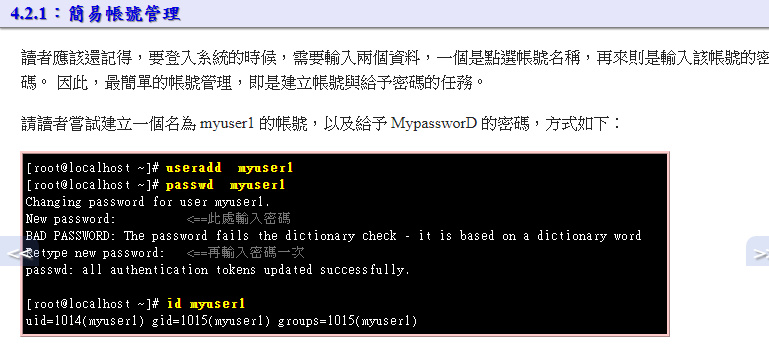 4.2.1：簡易帳號管理
讀者應該還記得，要登入系統的時候，需要輸入兩個資料，一個是點選帳號名稱，再來則是輸入該帳號的密
碼。 因此，最簡單的帳號管理，即是建立帳號與給予密碼的任務。
請讀者嘗試建立一個名為 myuser1 的帳號，以及給予 MypassworD 的密碼，方式如下：
[root@localhost ~]# useradd  myuser1
[root@localhost ~]# passwd  myuser1
Changing password for user myuser1.
New password:          <==此處輸入密碼
BAD PASSWORD: The password fails the dictionary check - it is based on a dictionary word
Retype new password:   <==再輸入密碼一次
passwd: all authentication tokens updated successfully.
[root@localhost ~]# id myuser1
uid=1014(myuser1) gid=1015(myuser1) groups=1015(myuser1)
<<
>>